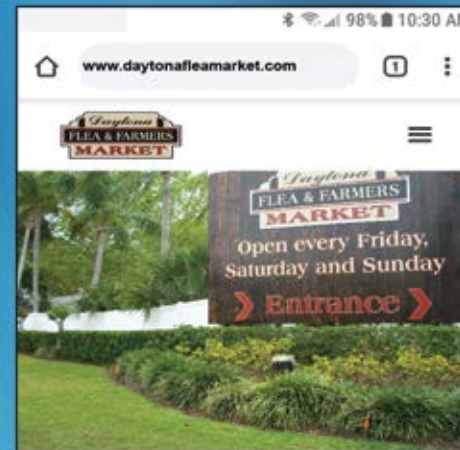 98% 10:30 AM
www.daytonafleamarket.com
1
Daytona
FLEA & FARMERS
MARKET
Daytona
FLEA & FARMERS
MARKET
Open every Friday,
Saturday and Sunday
Entrance